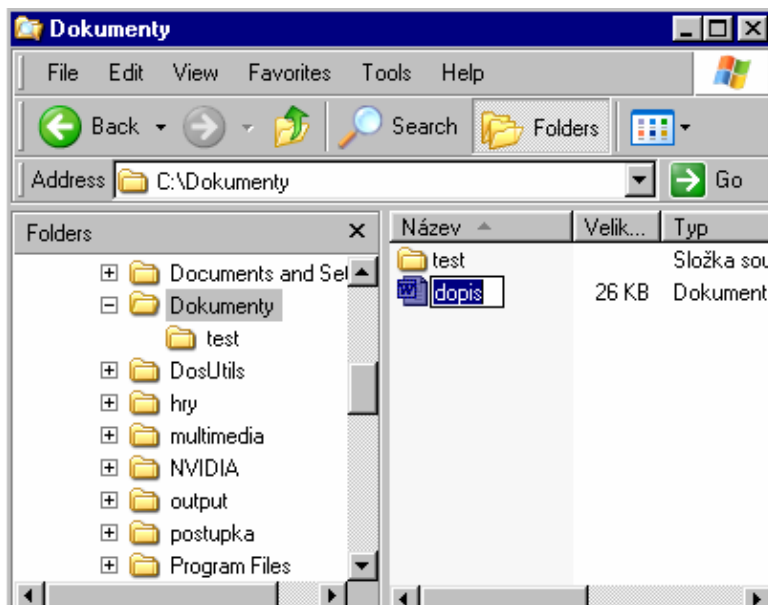 Dokumenty
File Edit View Favorites Tools Help
Back Search Folders
Address C:\Dokumenty Go
Folders
Documents and Set
Dokumenty
test
DosUtils
hry
multimedia
NVIDIA
output
postupka
Program Files
Název Velik... Typ
test Složka sou
dopis 26 KB Dokument